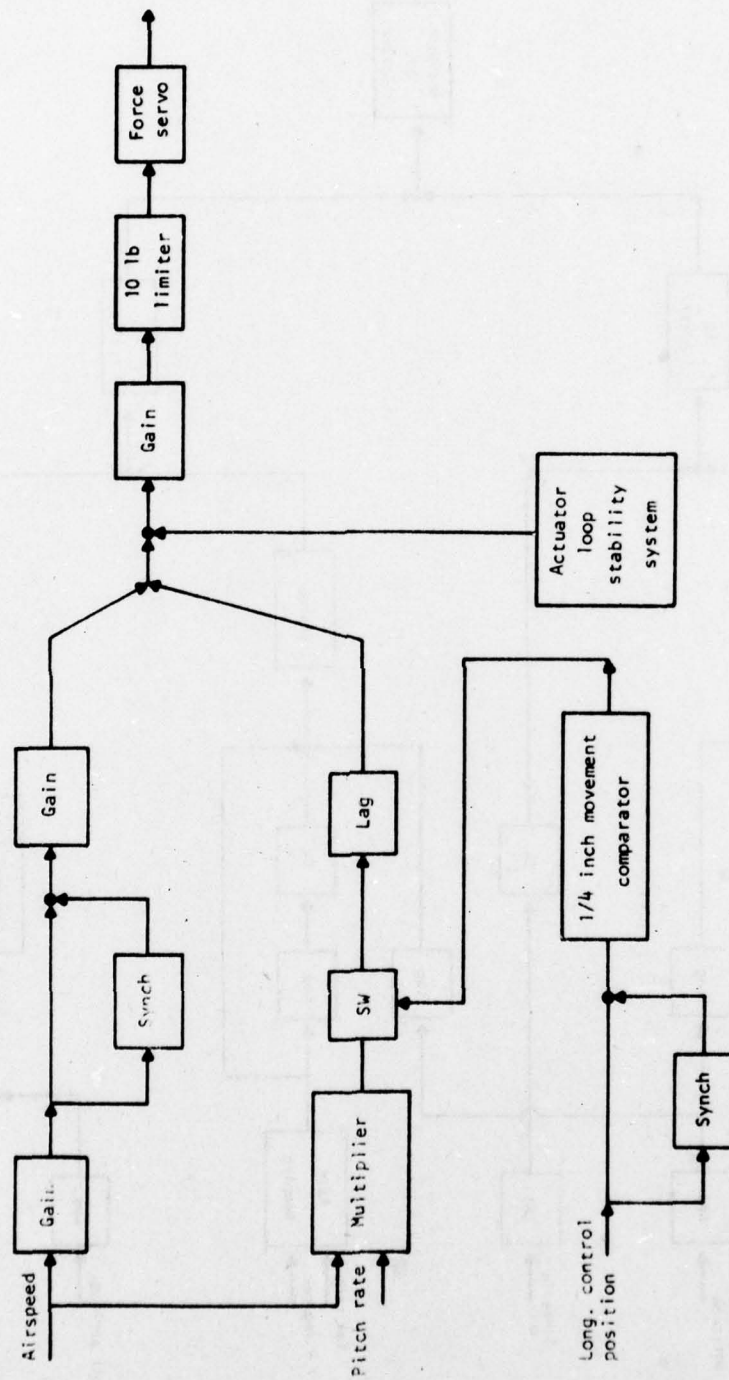 Airspeed
Gain
Synch
Gain
Pitch rate
Multiplier
SW
Lag
Long. control
position
Synch
1/4 inch movement
comparator
Actuator
loop
stability
system
Gain
10 lb
limiter
Force
servo